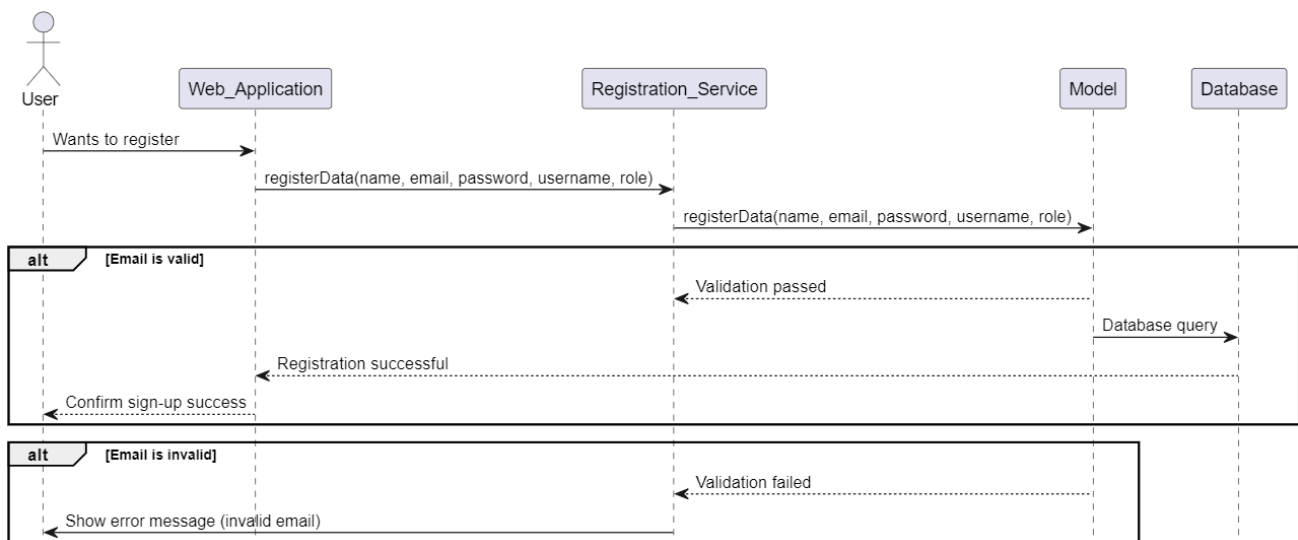 User
Web_Application
Registration_Service
Model
Database
Wants to register
registerData(name, email, password, username, role)
registerData(name, email, password, username, role)
alt
[Email is valid]
Validation passed
Database query
Registration successful
Confirm sign-up success
alt
[Email is invalid]
Validation failed
Show error message (invalid email)